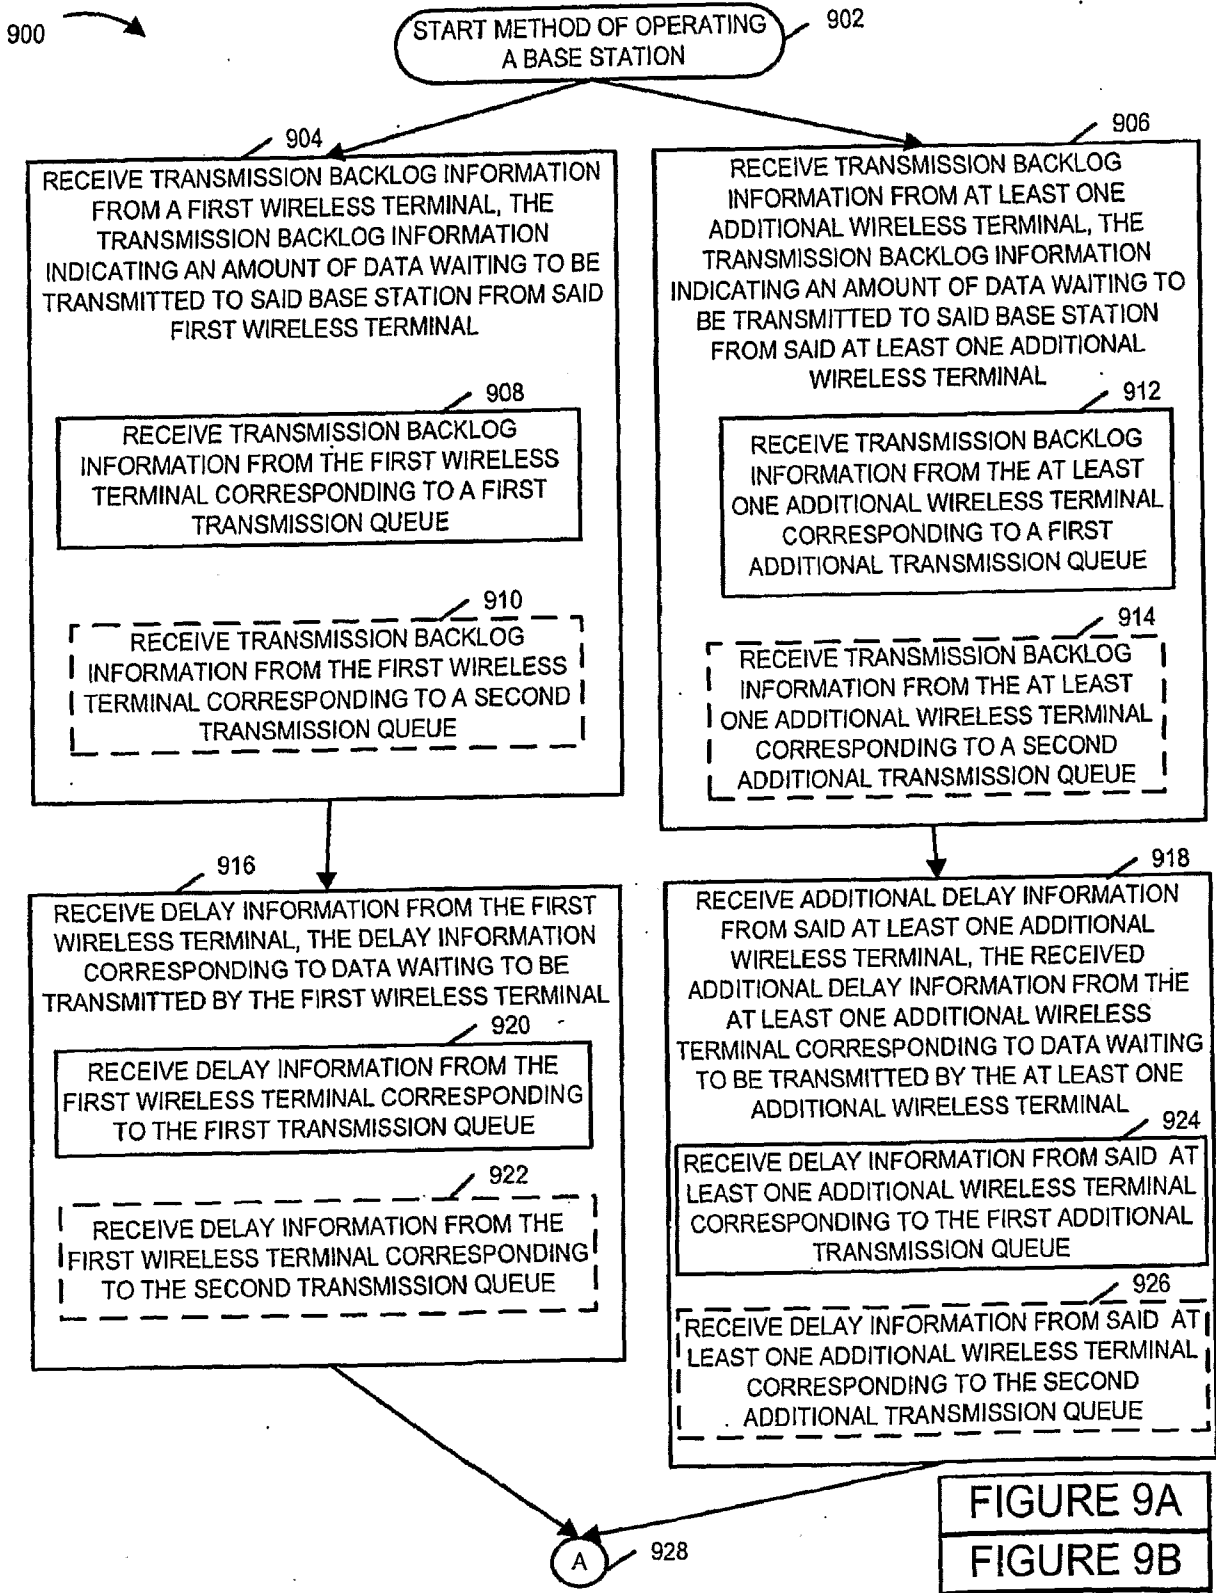 900
START METHOD OF OPERATING
A BASE STATION
902
904
RECEIVE TRANSMISSION BACKLOG INFORMATION
FROM A FIRST WIRELESS TERMINAL, THE
TRANSMISSION BACKLOG INFORMATION
INDICATING AN AMOUNT OF DATA WAITING TO BE
TRANSMITTED TO SAID BASE STATION FROM SAID
FIRST WIRELESS TERMINAL
908
RECEIVE TRANSMISSION BACKLOG
INFORMATION FROM THE FIRST WIRELESS
TERMINAL CORRESPONDING TO A FIRST
TRANSMISSION QUEUE
910
RECEIVE TRANSMISSION BACKLOG
INFORMATION FROM THE FIRST WIRELESS
TERMINAL CORRESPONDING TO A SECOND
TRANSMISSION QUEUE
906
RECEIVE TRANSMISSION BACKLOG
INFORMATION FROM AT LEAST ONE
ADDITIONAL WIRELESS TERMINAL, THE
TRANSMISSION BACKLOG INFORMATION
INDICATING AN AMOUNT OF DATA WAITING TO
BE TRANSMITTED TO SAID BASE STATION
FROM SAID AT LEAST ONE ADDITIONAL
WIRELESS TERMINAL
912
RECEIVE TRANSMISSION BACKLOG
INFORMATION FROM THE AT LEAST
ONE ADDITIONAL WIRELESS TERMINAL
CORRESPONDING TO A FIRST
ADDITIONAL TRANSMISSION QUEUE
914
RECEIVE TRANSMISSION BACKLOG
INFORMATION FROM THE AT LEAST
ONE ADDITIONAL WIRELESS TERMINAL
CORRESPONDING TO A SECOND
ADDITIONAL TRANSMISSION QUEUE
916
RECEIVE DELAY INFORMATION FROM THE FIRST
WIRELESS TERMINAL, THE DELAY INFORMATION
CORRESPONDING TO DATA WAITING TO BE
TRANSMITTED BY THE FIRST WIRELESS TERMINAL
920
RECEIVE DELAY INFORMATION FROM THE
FIRST WIRELESS TERMINAL CORRESPONDING
TO THE FIRST TRANSMISSION QUEUE
922
RECEIVE DELAY INFORMATION FROM THE
FIRST WIRELESS TERMINAL CORRESPONDING
TO THE SECOND TRANSMISSION QUEUE
918
RECEIVE ADDITIONAL DELAY INFORMATION
FROM SAID AT LEAST ONE ADDITIONAL
WIRELESS TERMINAL, THE RECEIVED
ADDITIONAL DELAY INFORMATION FROM THE
AT LEAST ONE ADDITIONAL WIRELESS
TERMINAL CORRESPONDING TO DATA WAITING
TO BE TRANSMITTED BY THE AT LEAST ONE
ADDITIONAL WIRELESS TERMINAL
924
RECEIVE DELAY INFORMATION FROM SAID AT
LEAST ONE ADDITIONAL WIRELESS TERMINAL
CORRESPONDING TO THE FIRST ADDITIONAL
TRANSMISSION QUEUE
926
RECEIVE DELAY INFORMATION FROM SAID AT
LEAST ONE ADDITIONAL WIRELESS TERMINAL
CORRESPONDING TO THE SECOND
ADDITIONAL TRANSMISSION QUEUE
A
928
FIGURE 9A
FIGURE 9B